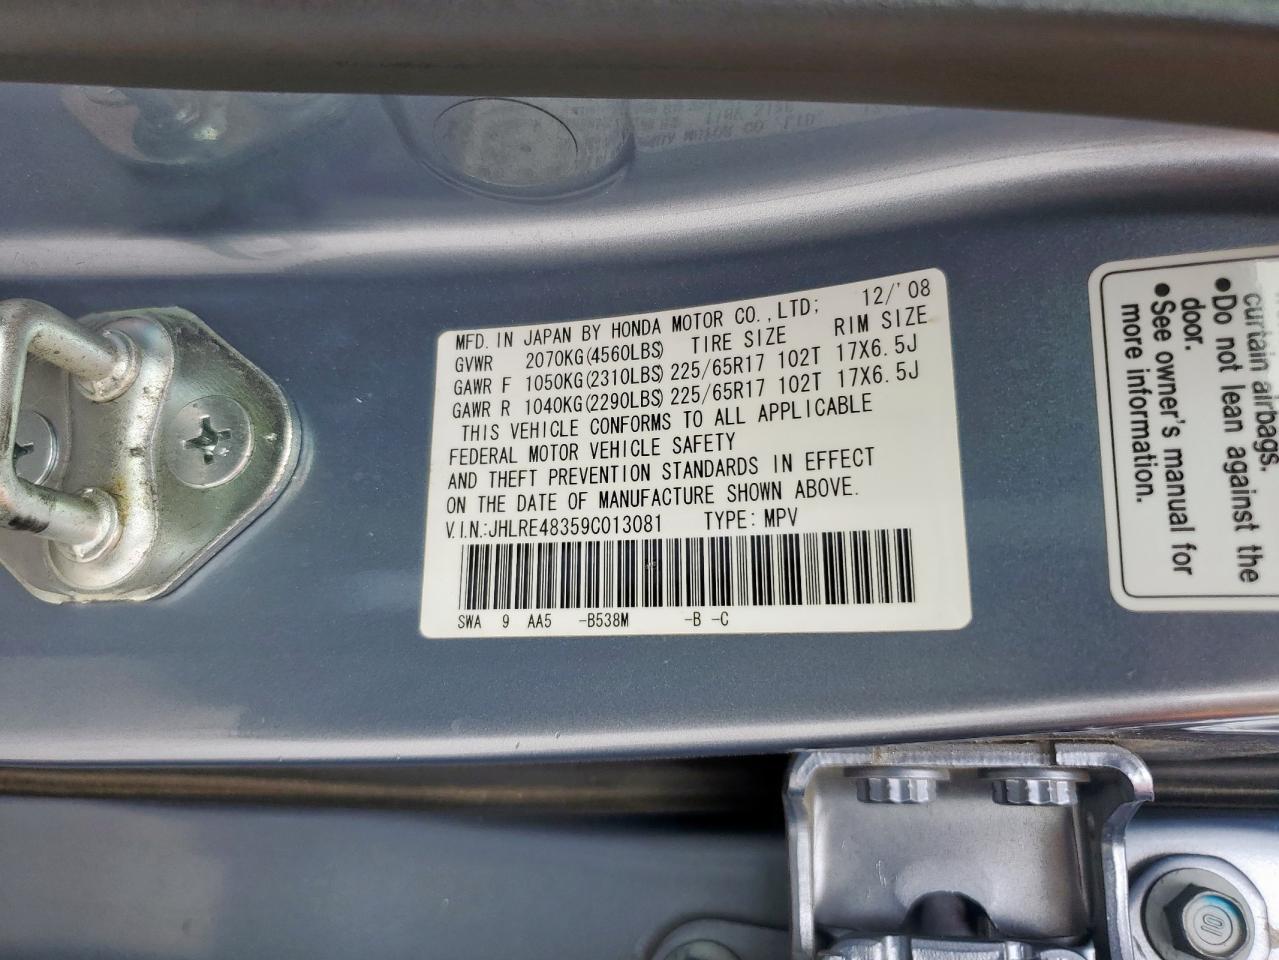 MFD. IN JAPAN BY HONDA MOTOR CO.,LTD; 12/'08
GVWR 2070KG(4560LBS) TIRE SIZE RIM SIZE
GAWR F 1050KG(2310LBS) 225/65R17 102T 17X6.5J
GAWR R 1040KG(2290LBS) 225/65R17 102T 17X6.5J
THIS VEHICLE CONFORMS TO ALL APPLICABLE
FEDERAL MOTOR VEHICLE SAFETY
AND THEFT PREVENTION STANDARDS IN EFFECT
ON THE DATE OF MANUFACTURE SHOWN ABOVE.
V.I.N.:JHLRE48359C013081 TYPE: MPV
SWA 9 AA5 -B538M -B -C
curtain airbags.
● Do not lean against the
door.
● See owner's manual for
more information.